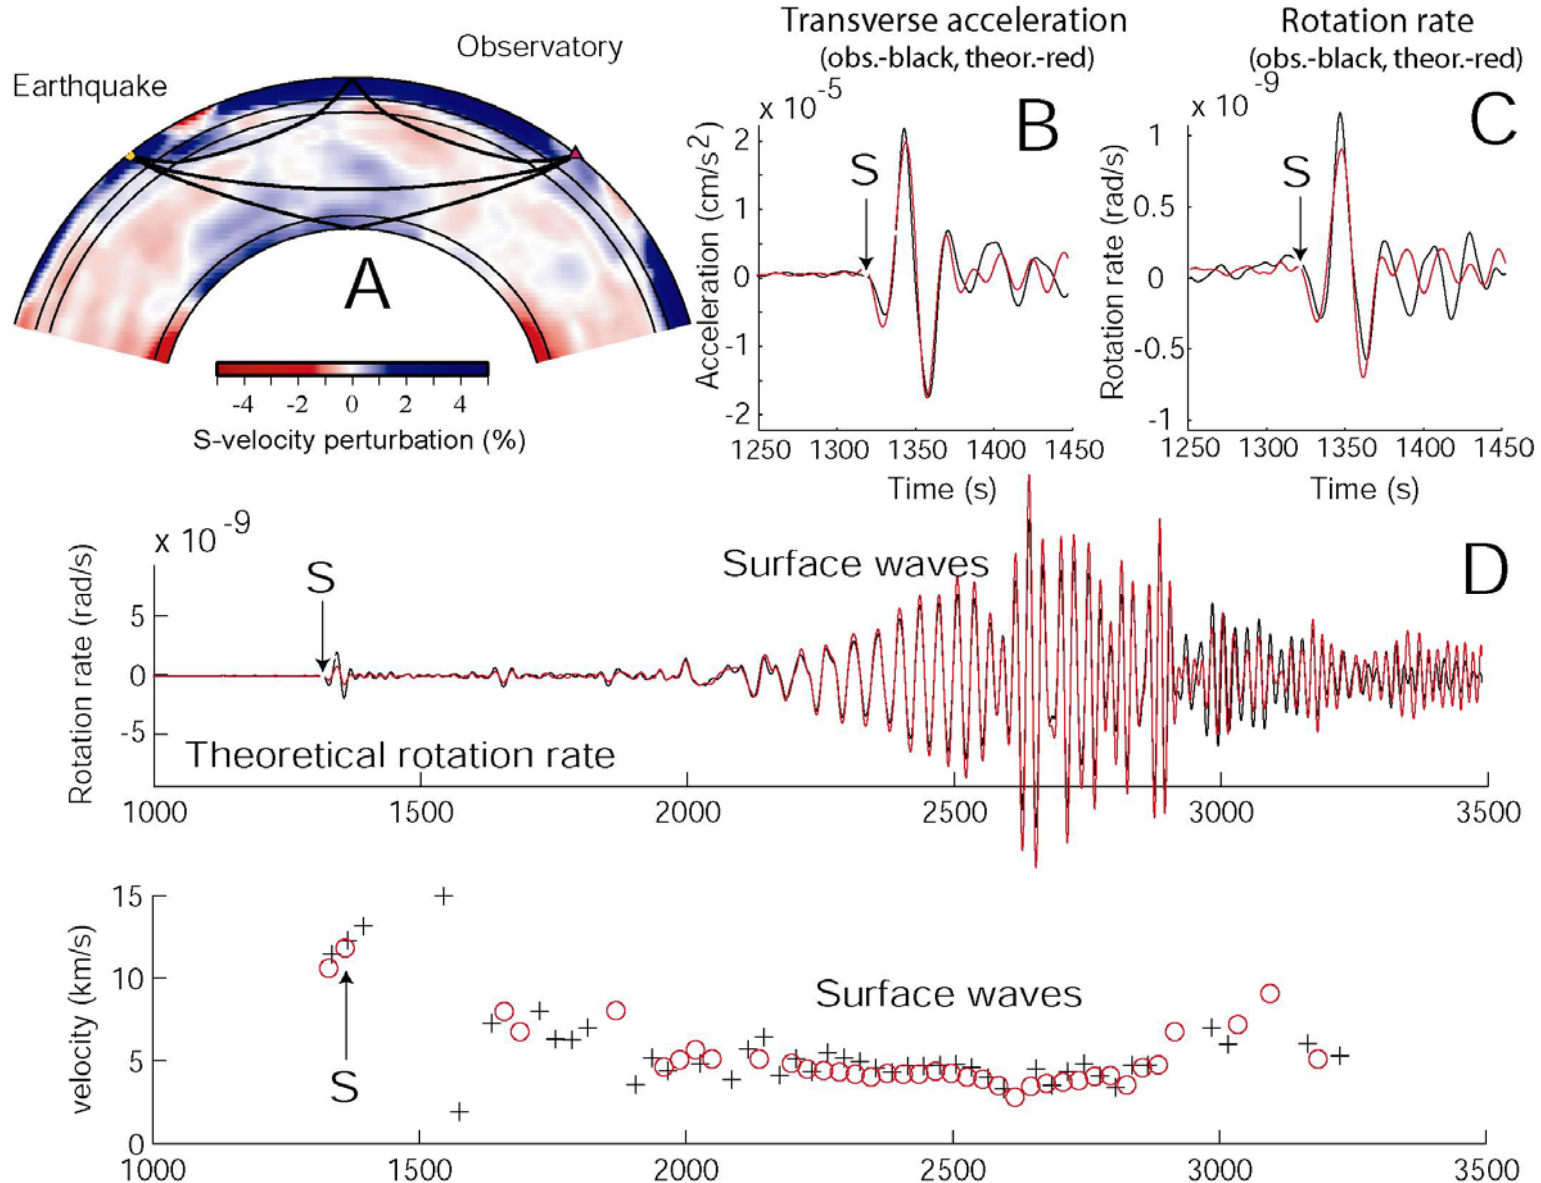 Earthquake
Observatory
A
-4 -2 0 2 4
S-velocity perturbation (%)
Transverse acceleration
(obs.-black, theor.-red)
x 10 -5
B
S
Acceleration (cm/s2)
2
1
0
-1
-2
1250 1300 1350 1400 1450
Time (s)
Rotation rate
(obs.-black, theor.-red)
x 10 -9
C
S
Rotation rate (rad/s)
1
0.5
0
-0.5
-1
1250 1300 1350 1400 1450
Time (s)
x 10 -9
Surface waves
D
S
Rotation rate (rad/s)
5
0
-5
Theoretical rotation rate
1000 1500 2000 2500 3000 3500
velocity (km/s)
15
10
5
0
Surface waves
S
1000 1500 2000 2500 3000 3500